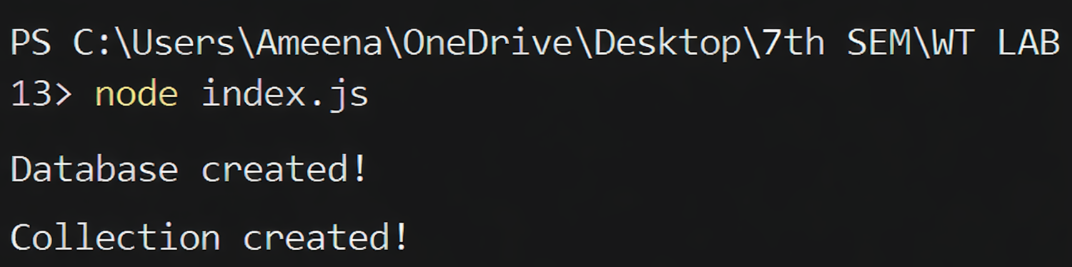 PS C:\Users\Ameena\OneDrive\Desktop\7th SEM\WT LAB
13> node index.js
Database created!
Collection created!